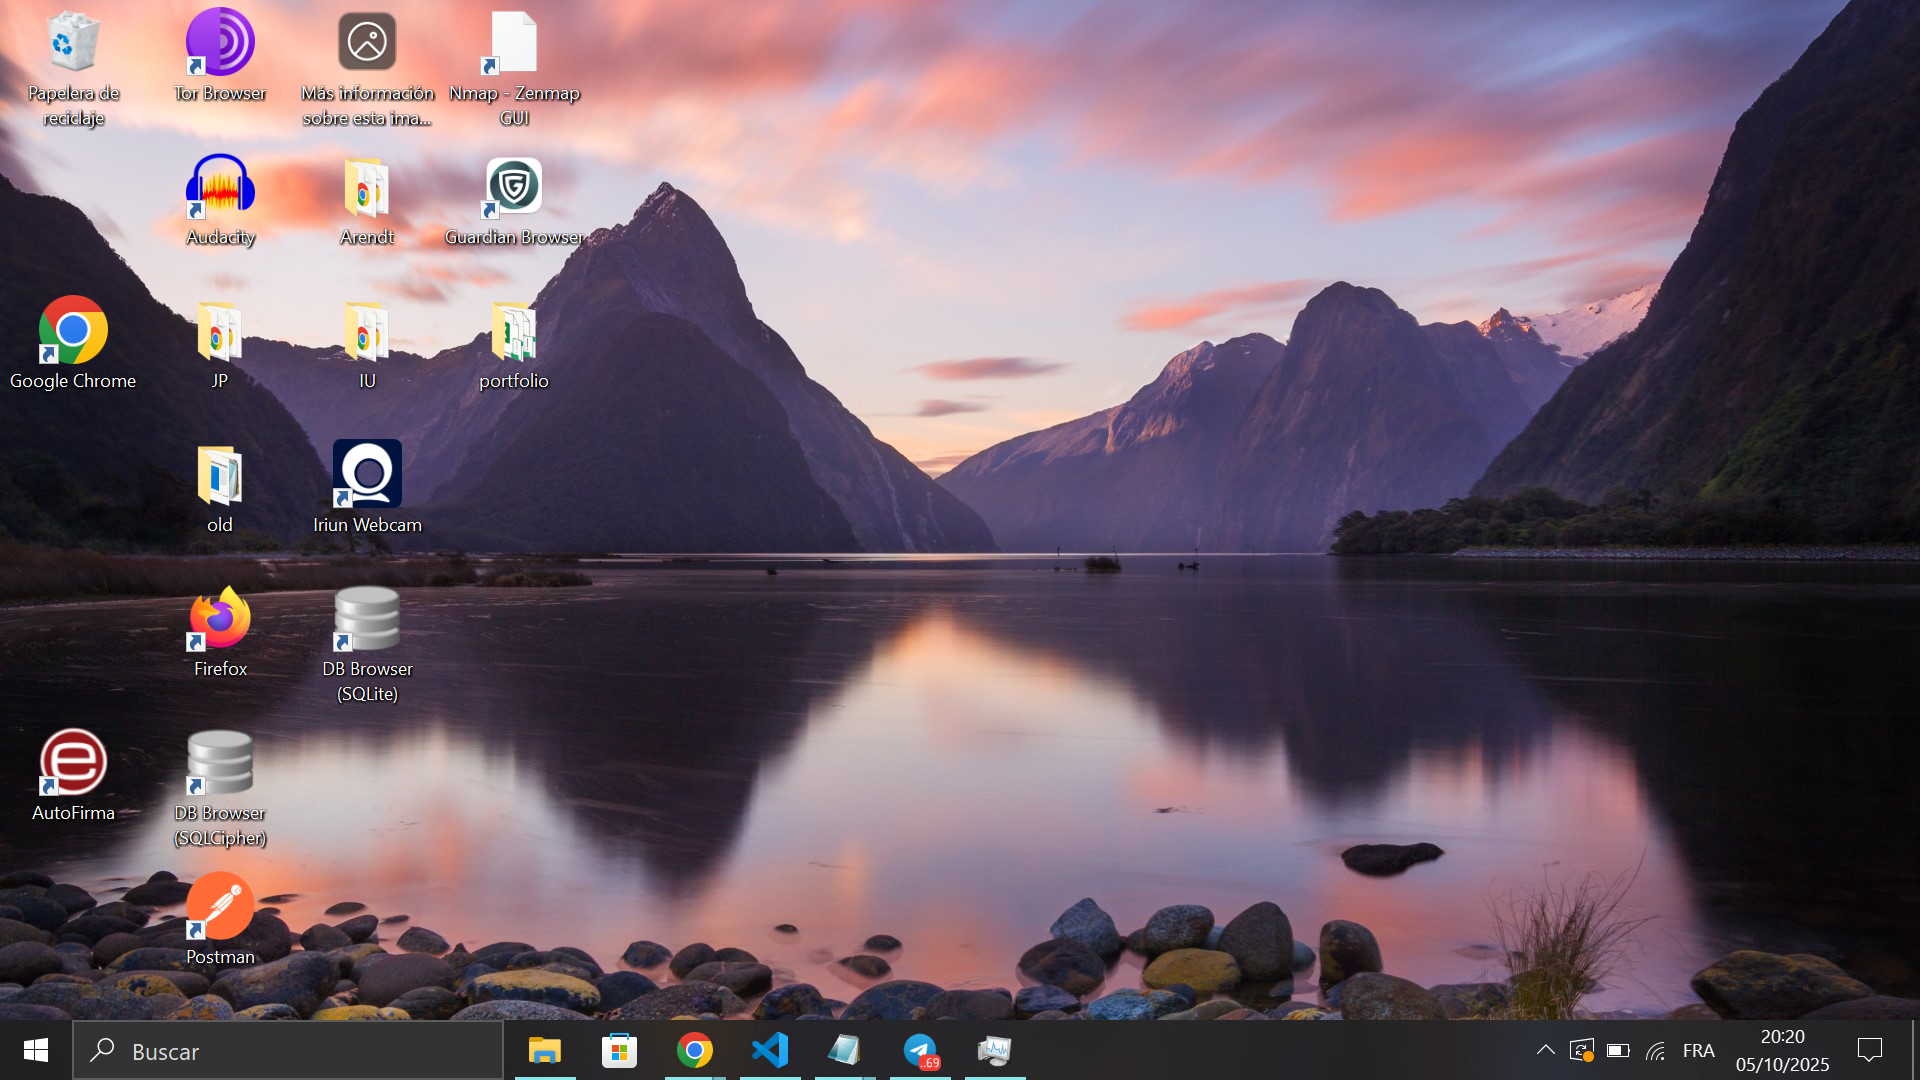 Papelera de
reciclaje
Tor Browser
Más información
sobre esta ima...
Nmap - Zenmap
GUI
Audacity
Arendt
Guardian Browser
Google Chrome
JP
IU
portfolio
old
Iriun Webcam
Firefox
DB Browser
(SQLite)
AutoFirma
DB Browser
(SQLCipher)
Postman
Buscar
..69
FRA
20:20
05/10/2025